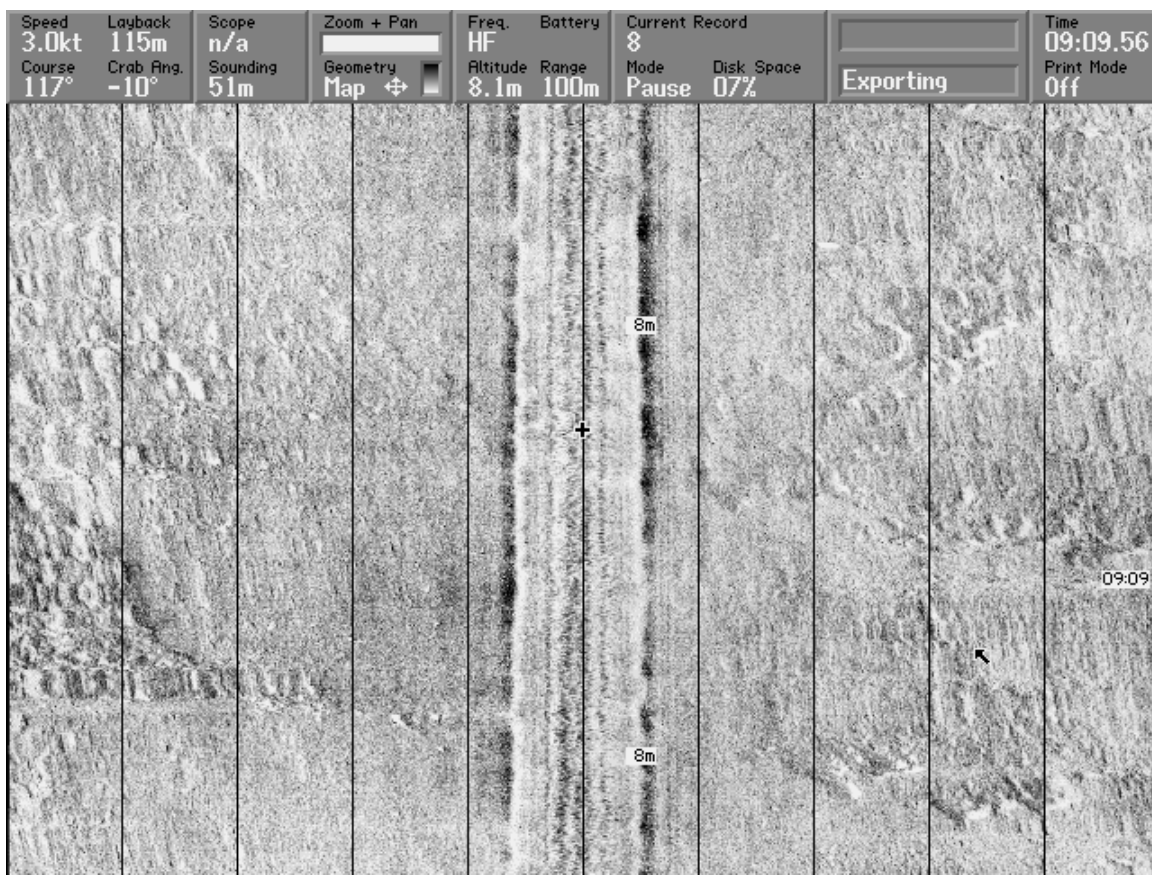 Speed Layback Scope Zoom + Pan Freq. Battery Current Record Time
3.0kt 115m n/a HF 8 09:09.56
Course Crab Ang. Sounding Geometry Altitude Range Mode Disk Space Exporting Print Mode
117° -10° 51m Map 8.1m 100m Pause 07% Off
8m
09:09
8m